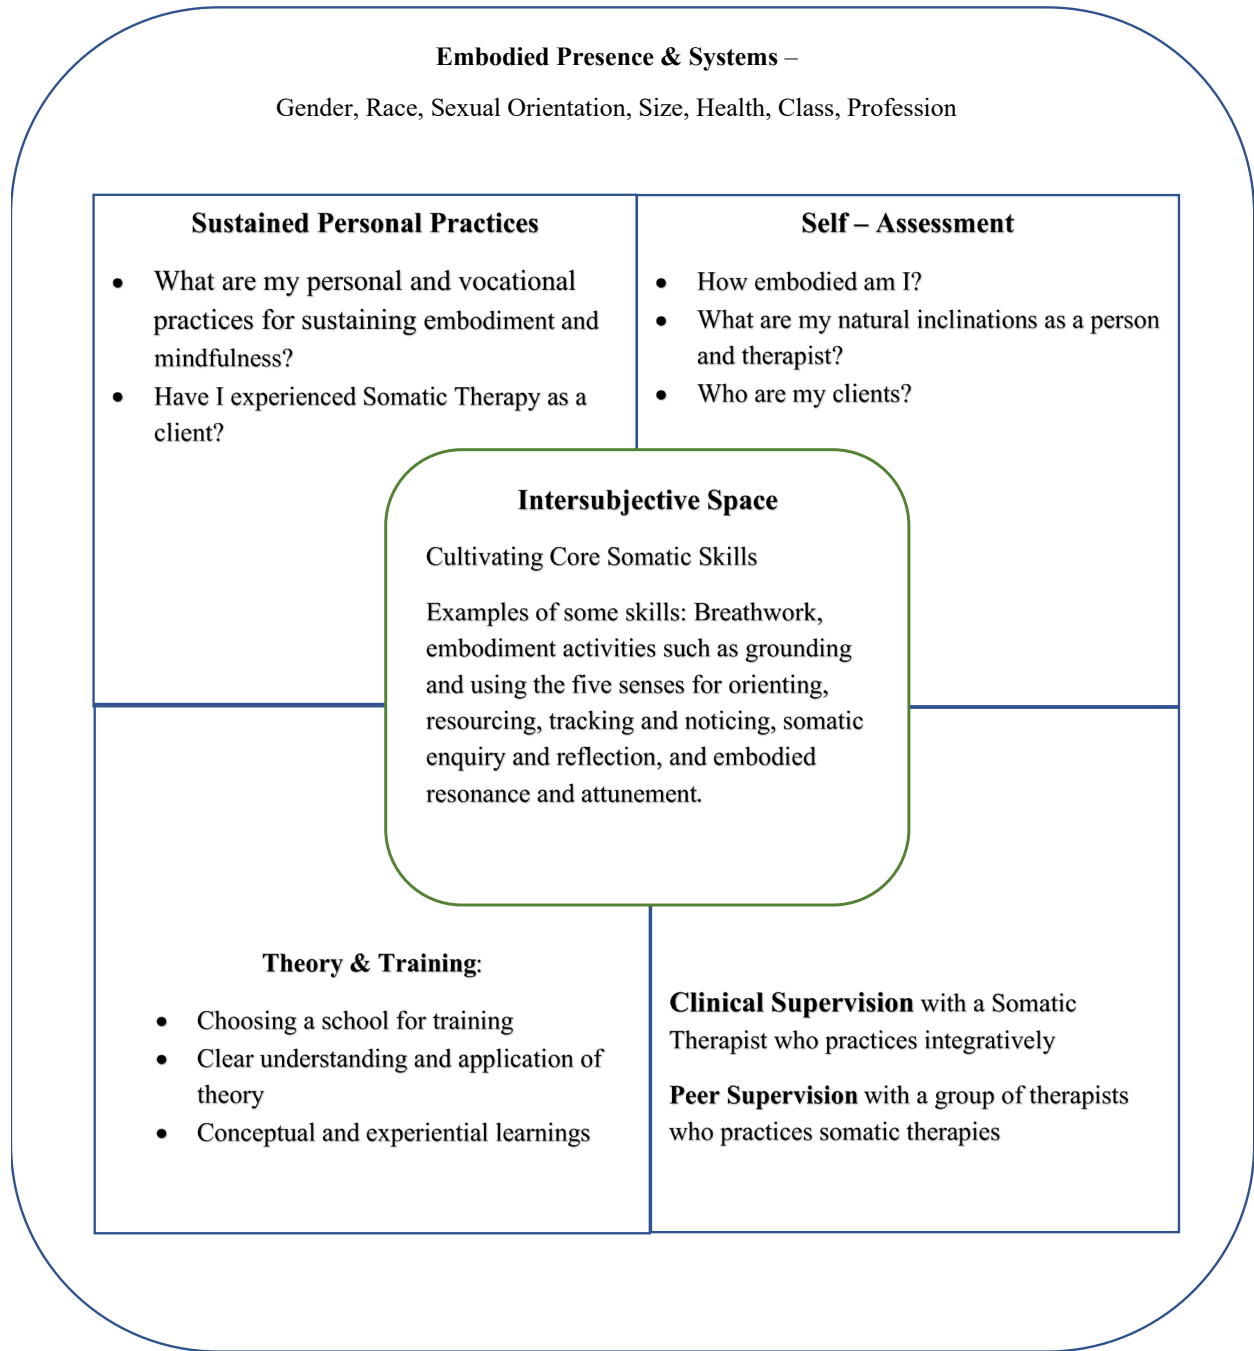 Embodied Presence & Systems –
Gender, Race, Sexual Orientation, Size, Health, Class, Profession
Sustained Personal Practices
• What are my personal and vocational
practices for sustaining embodiment and
mindfulness?
• Have I experienced Somatic Therapy as a
client?
Self – Assessment
• How embodied am I?
• What are my natural inclinations as a person
and therapist?
• Who are my clients?
Intersubjective Space
Cultivating Core Somatic Skills
Examples of some skills: Breathwork,
embodiment activities such as grounding
and using the five senses for orienting,
resourcing, tracking and noticing, somatic
enquiry and reflection, and embodied
resonance and attunement.
Theory & Training:
• Choosing a school for training
• Clear understanding and application of
theory
• Conceptual and experiential learnings
Clinical Supervision with a Somatic
Therapist who practices integratively
Peer Supervision with a group of therapists
who practices somatic therapies